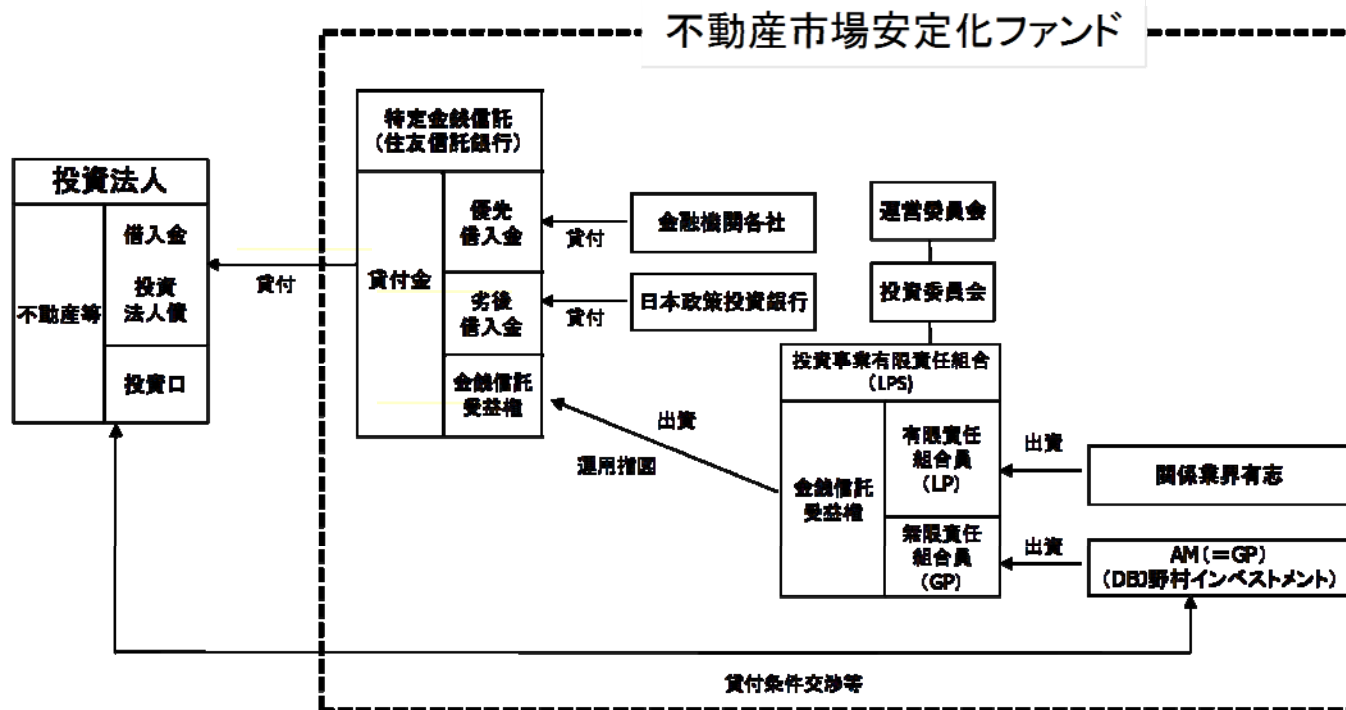 不動産市場安定化ファンド
特定金銭信託
(住友信託銀行)
貸付金
優先
借入金
劣後
借入金
金銭信託
受益権
投資法人
不動産等
借入金
投資
法人債
投資口
貸付
貸付
金融機関各社
貸付
日本政策投資銀行
運営委員会
投資委員会
投資事業有限責任組合
(LPS)
金銭信託
受益権
有限責任
組合員
(LP)
無限責任
組合員
(GP)
出資
運用指図
出資
関係業界有志
出資
AM(=GP)
(DBJ野村インベストメント)
貸付条件交渉等